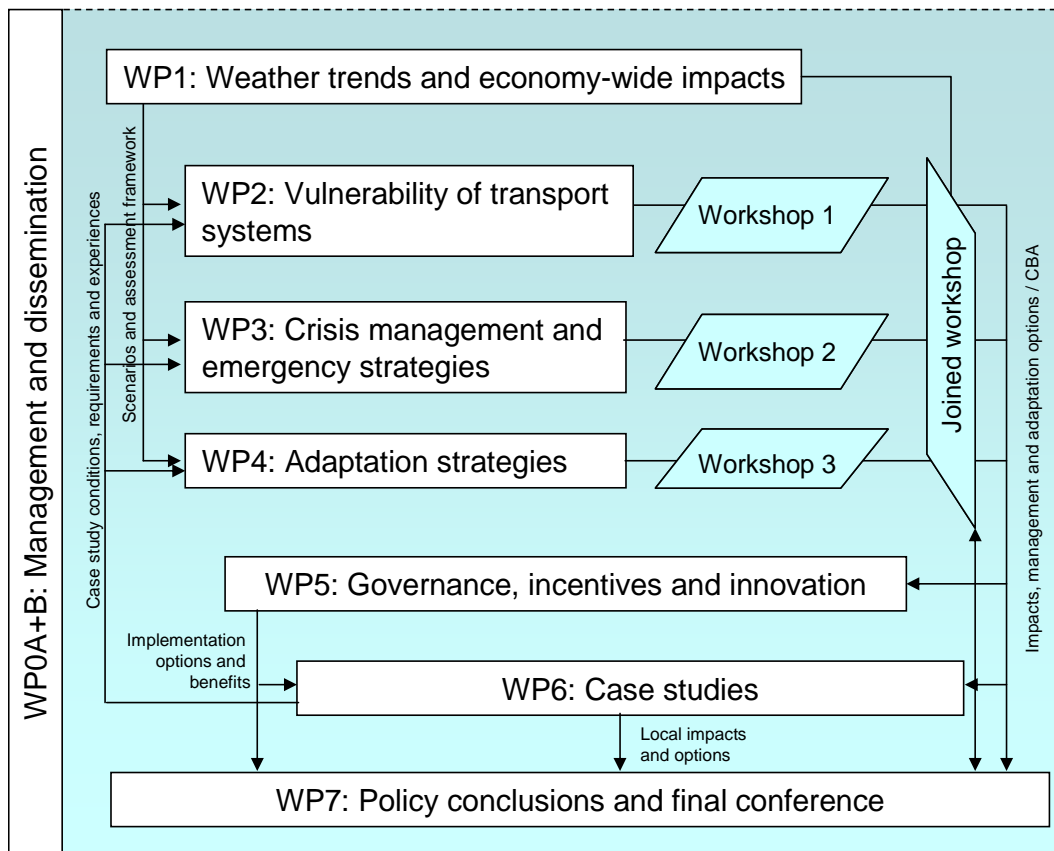 WP0A+B: Management and dissemination
WP1: Weather trends and economy-wide impacts
Case study conditions, requirements and experiences
Scenarios and assessment framework
WP2: Vulnerability of transport
systems
Workshop 1
WP3: Crisis management and
emergency strategies
Workshop 2
WP4: Adaptation strategies
Workshop 3
Joined workshop
Impacts, management and adaptation options / CBA
WP5: Governance, incentives and innovation
Implementation
options and
benefits
WP6: Case studies
Local impacts
and options
WP7: Policy conclusions and final conference